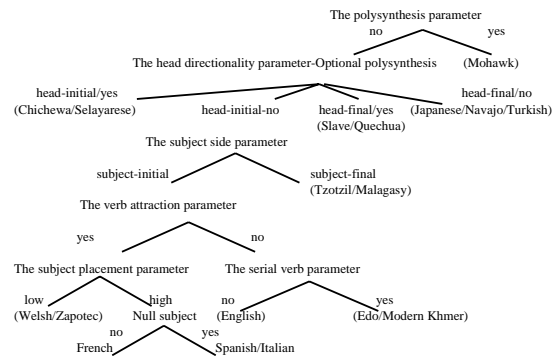 The polysynthesis parameter
no yes
The head directionality parameter-Optional polysynthesis (Mohawk)
head-initial/yes head-final/no
(Chichewa/Selayarese) head-initial-no head-final/yes (Japanese/Navajo/Turkish)
(Slave/Quechua)
The subject side parameter
subject-initial subject-final
(Tzotzil/Malagasy)
The verb attraction parameter
yes no
The subject placement parameter The serial verb parameter
low high no yes
(Welsh/Zapotec) Null subject (English) (Edo/Modern Khmer)
no yes
French Spanish/Italian